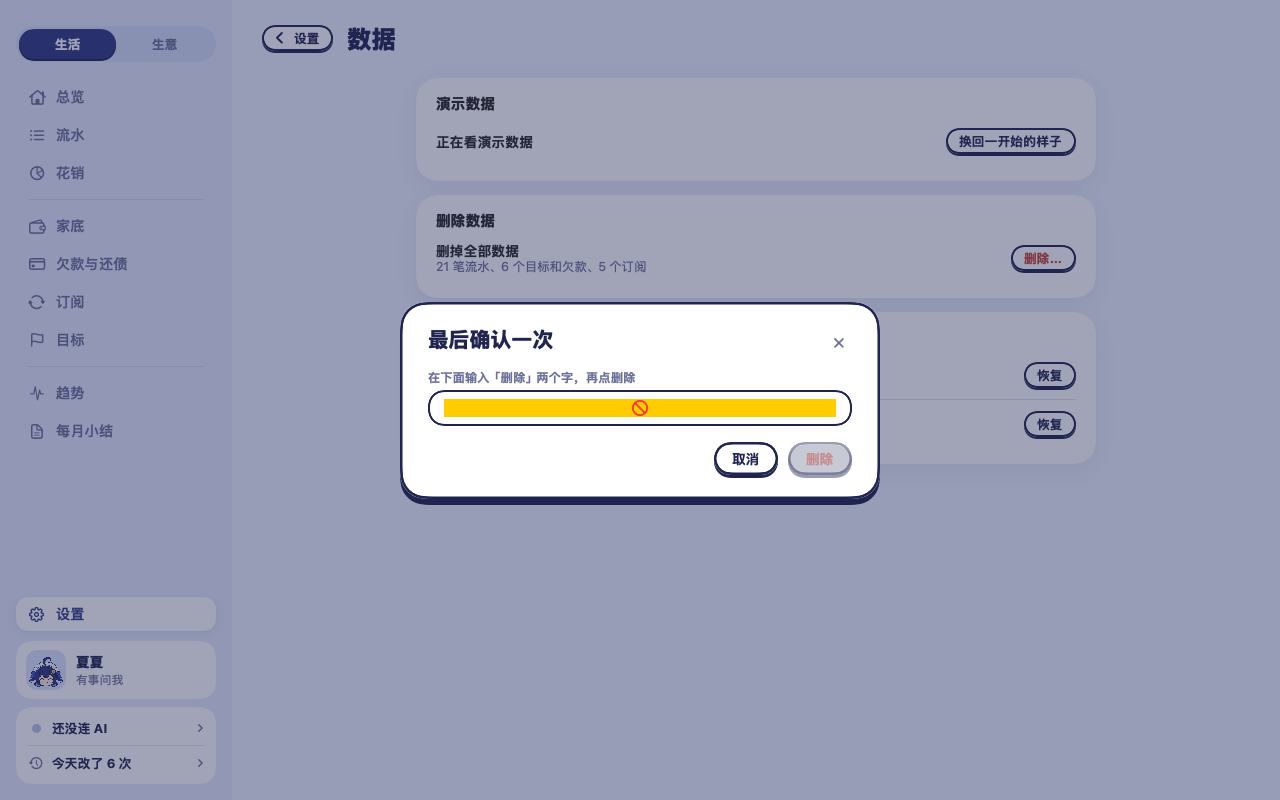 生活
生意
总览
流水
花销
家底
欠款与还债
订阅
目标
趋势
每月小结
设置
夏夏
有事问我
还没连 AI
今天改了 6 次
设置
数据
演示数据
正在看演示数据
换回一开始的样子
删除数据
删掉全部数据
21 笔流水、6 个目标和欠款、5 个订阅
删除…
恢复
恢复
最后确认一次
在下面输入「删除」两个字，再点删除
取消
删除